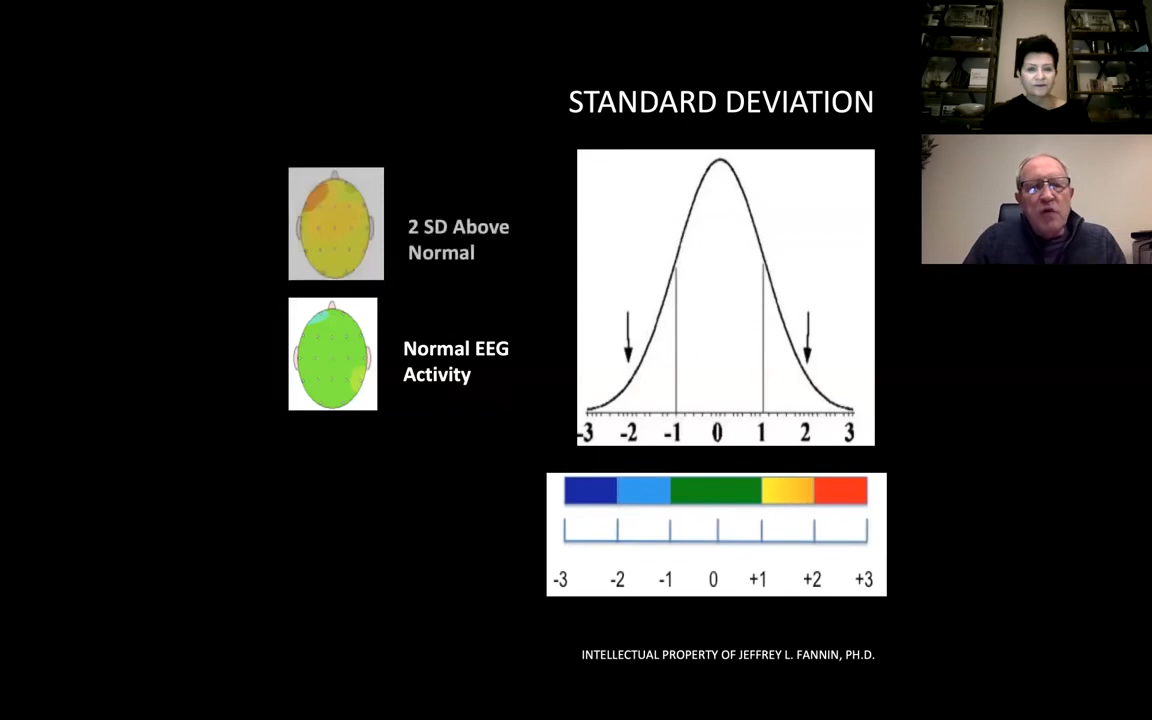 STANDARD DEVIATION
2 SD Above
Normal
Normal EEG
Activity
-3 -2 -1 0 1 2 3
-3 -2 -1 0 +1 +2 +3
INTELLECTUAL PROPERTY OF JEFFREY L. FANNIN, PH.D.